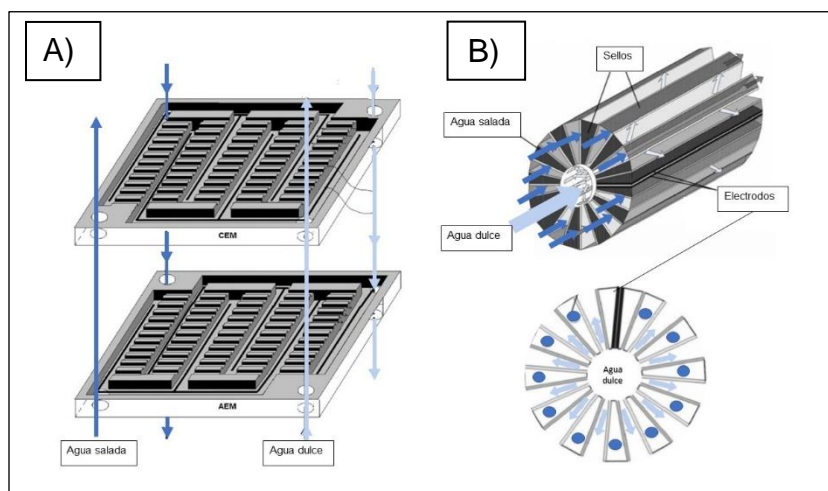 A)
CEM
AEM
Agua salada
Agua dulce
B)
Sellos
Agua salada
Electrodos
Agua dulce
Agua
dulce